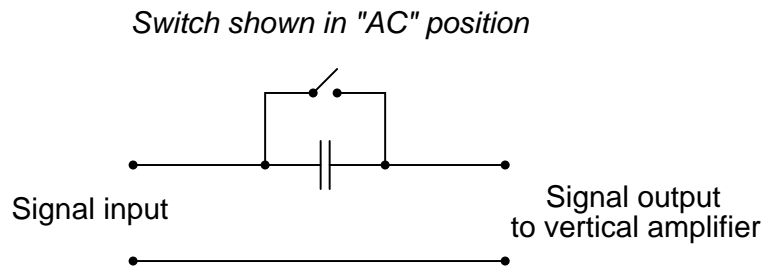 Switch shown in "AC" position
Signal input
Signal output
to vertical amplifier